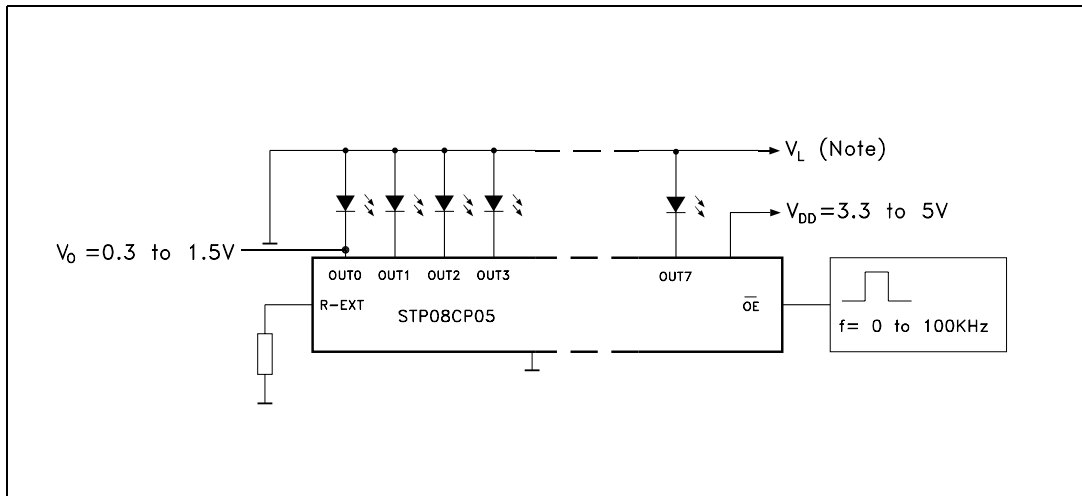 V_L (Note)
V_DD=3.3 to 5V
V_O =0.3 to 1.5V
OUT0 OUT1 OUT2 OUT3 OUT7
R-EXT
STP08CP05
O̅E̅
f= 0 to 100KHz